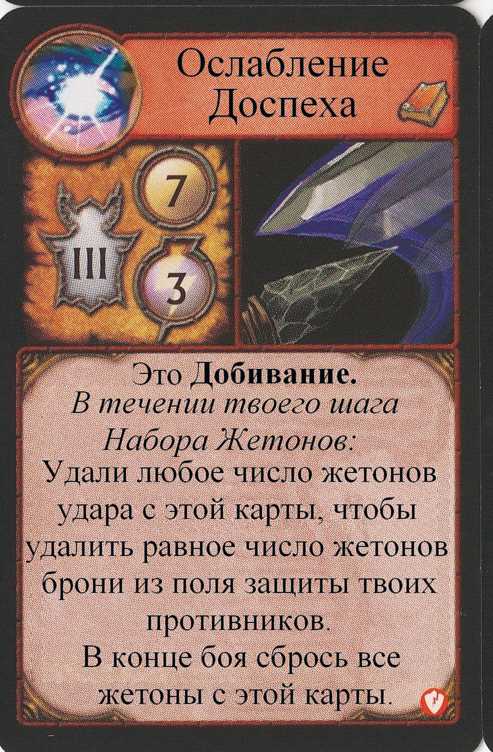 Ослабление
Доспеха
7
III
3
Это Добивание.
В течении твоего шага
Набора Жетонов:
Удали любое число жетонов
удара с этой карты, чтобы
удалить равное число жетонов
брони из поля защиты твоих
противников.
В конце боя сбрось все
жетоны с этой карты.